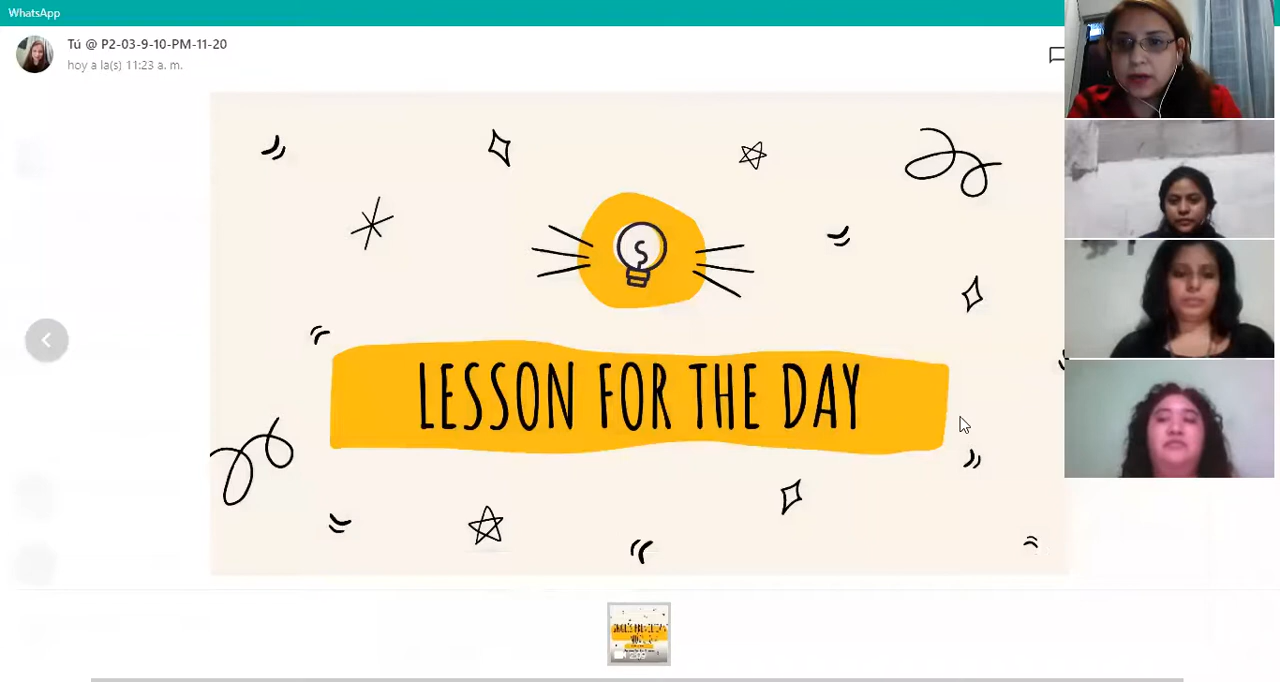 WhatsApp
Tú @ P2-03-9-10-PM-11-20
hoy a la(s) 11:23 a. m.
LESSON FOR THE DAY